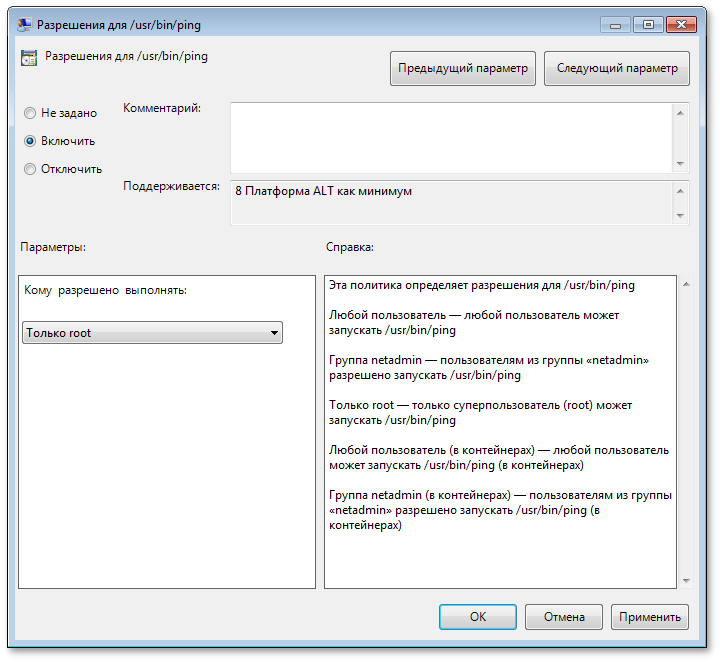 Разрешения для /usr/bin/ping
Разрешения для /usr/bin/ping
Предыдущий параметр
Следующий параметр
Не задано
Включить
Отключить
Комментарий:
Поддерживается:
8 Платформа ALT как минимум
Параметры:
Справка:
Кому разрешено выполнять:
Только root
Эта политика определяет разрешения для /usr/bin/ping
Любой пользователь — любой пользователь может
запускать /usr/bin/ping
Группа netadmin — пользователям из группы «netadmin»
разрешено запускать /usr/bin/ping
Только root — только суперпользователь (root) может
запускать /usr/bin/ping
Любой пользователь (в контейнерах) — любой пользователь
может запускать /usr/bin/ping (в контейнерах)
Группа netadmin (в контейнерах) — пользователям из группы
«netadmin» разрешено запускать /usr/bin/ping (в
контейнерах)
OK
Отмена
Применить